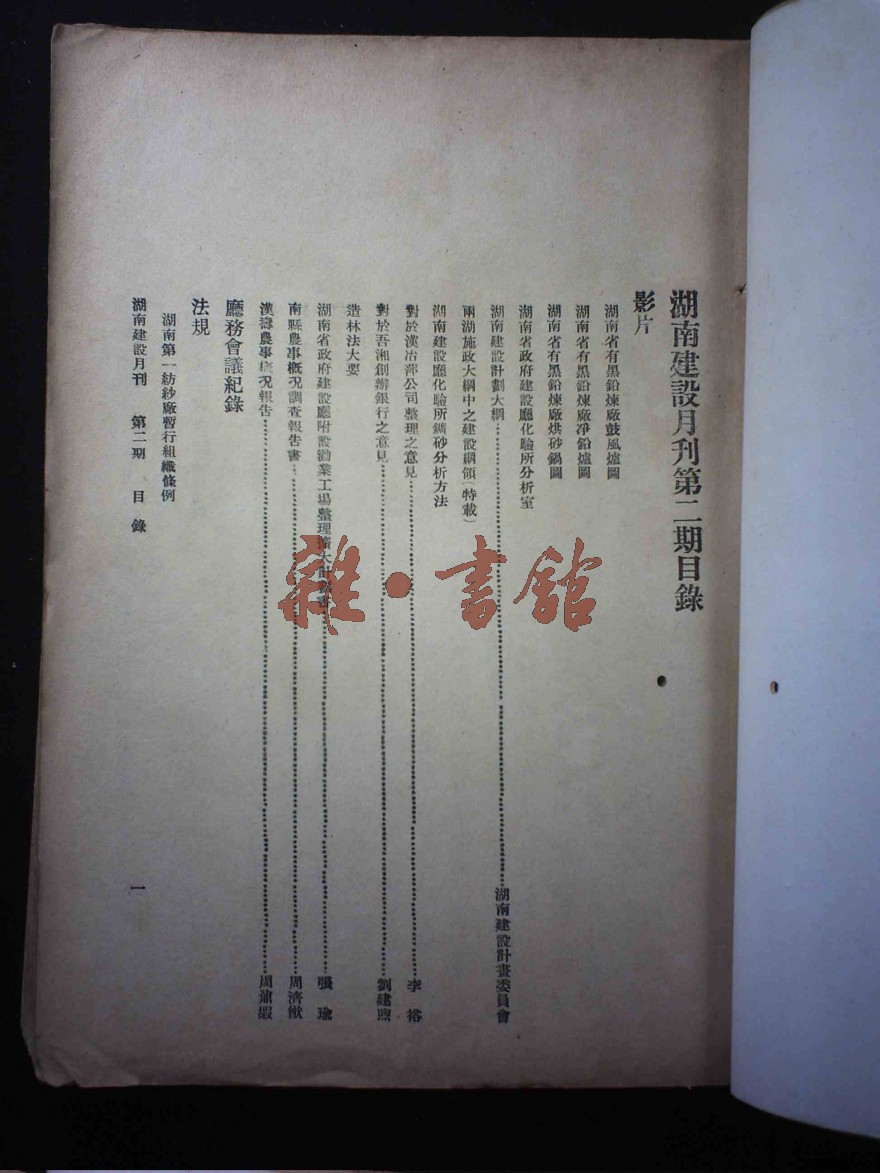 湖南建設月刊第二期目錄
影片
湖南省有黑鉛煉廠鼓風爐圖
湖南省有黑鉛煉廠净鉛爐圖
湖南省有黑鉛煉廠烘砂鍋圖
湖南省政府建設廳化驗所分析室
湖南建設計劃大綱⋯⋯湖南建設計畫委員會
兩湖施政大綱中之建設綱領(特載)
湖南建設廳化驗所鑛砂分析方法
對於漢冶萍公司整理之意見⋯⋯李裕
對於吾湘創辦銀行之意見⋯⋯劉建煦
造林法大要
湖南省政府建設廳附設勸業工場整理擴大計書⋯⋯張瑜
南縣農事概况調查報告書⋯⋯周濟猷
漢壽農事概况報告⋯⋯周
廳務會議紀錄
法規
湖南第一紡紗廠暫行組織條例
湖南建設月刊 第二期 目錄
一
雜·書館